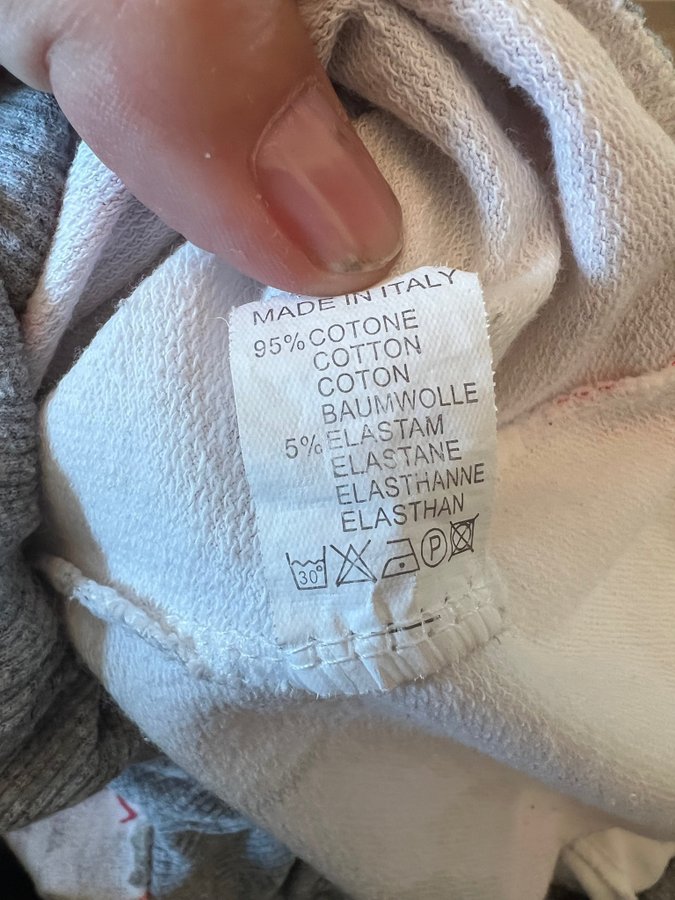 MADE IN ITALY
95% COTONE
COTTON
COTON
BAUMWOLLE
5% ELASTAM
ELASTANE
ELASTHANNE
ELASTHAN
30° P